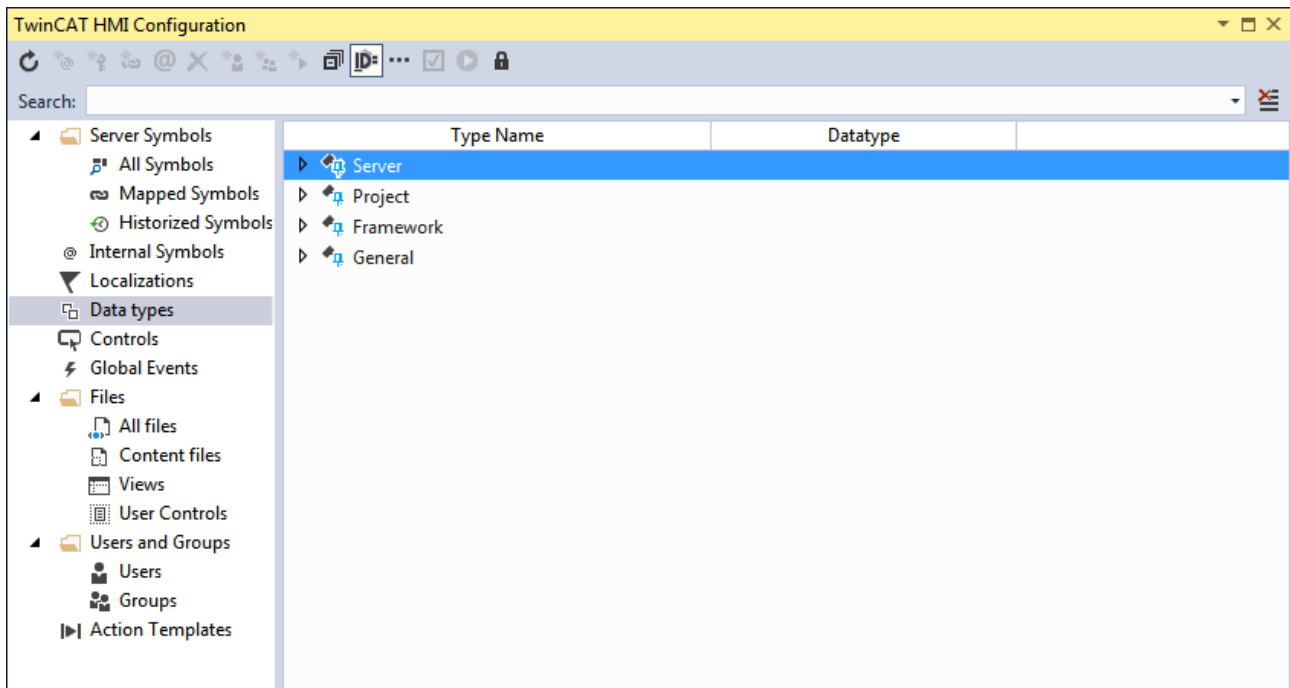 TwinCAT HMI Configuration
Search:
Server Symbols
All Symbols
Mapped Symbols
Historized Symbols
Internal Symbols
Localizations
Data types
Controls
Global Events
Files
All files
Content files
Views
User Controls
Users and Groups
Users
Groups
Action Templates
Type Name Datatype
Server
Project
Framework
General